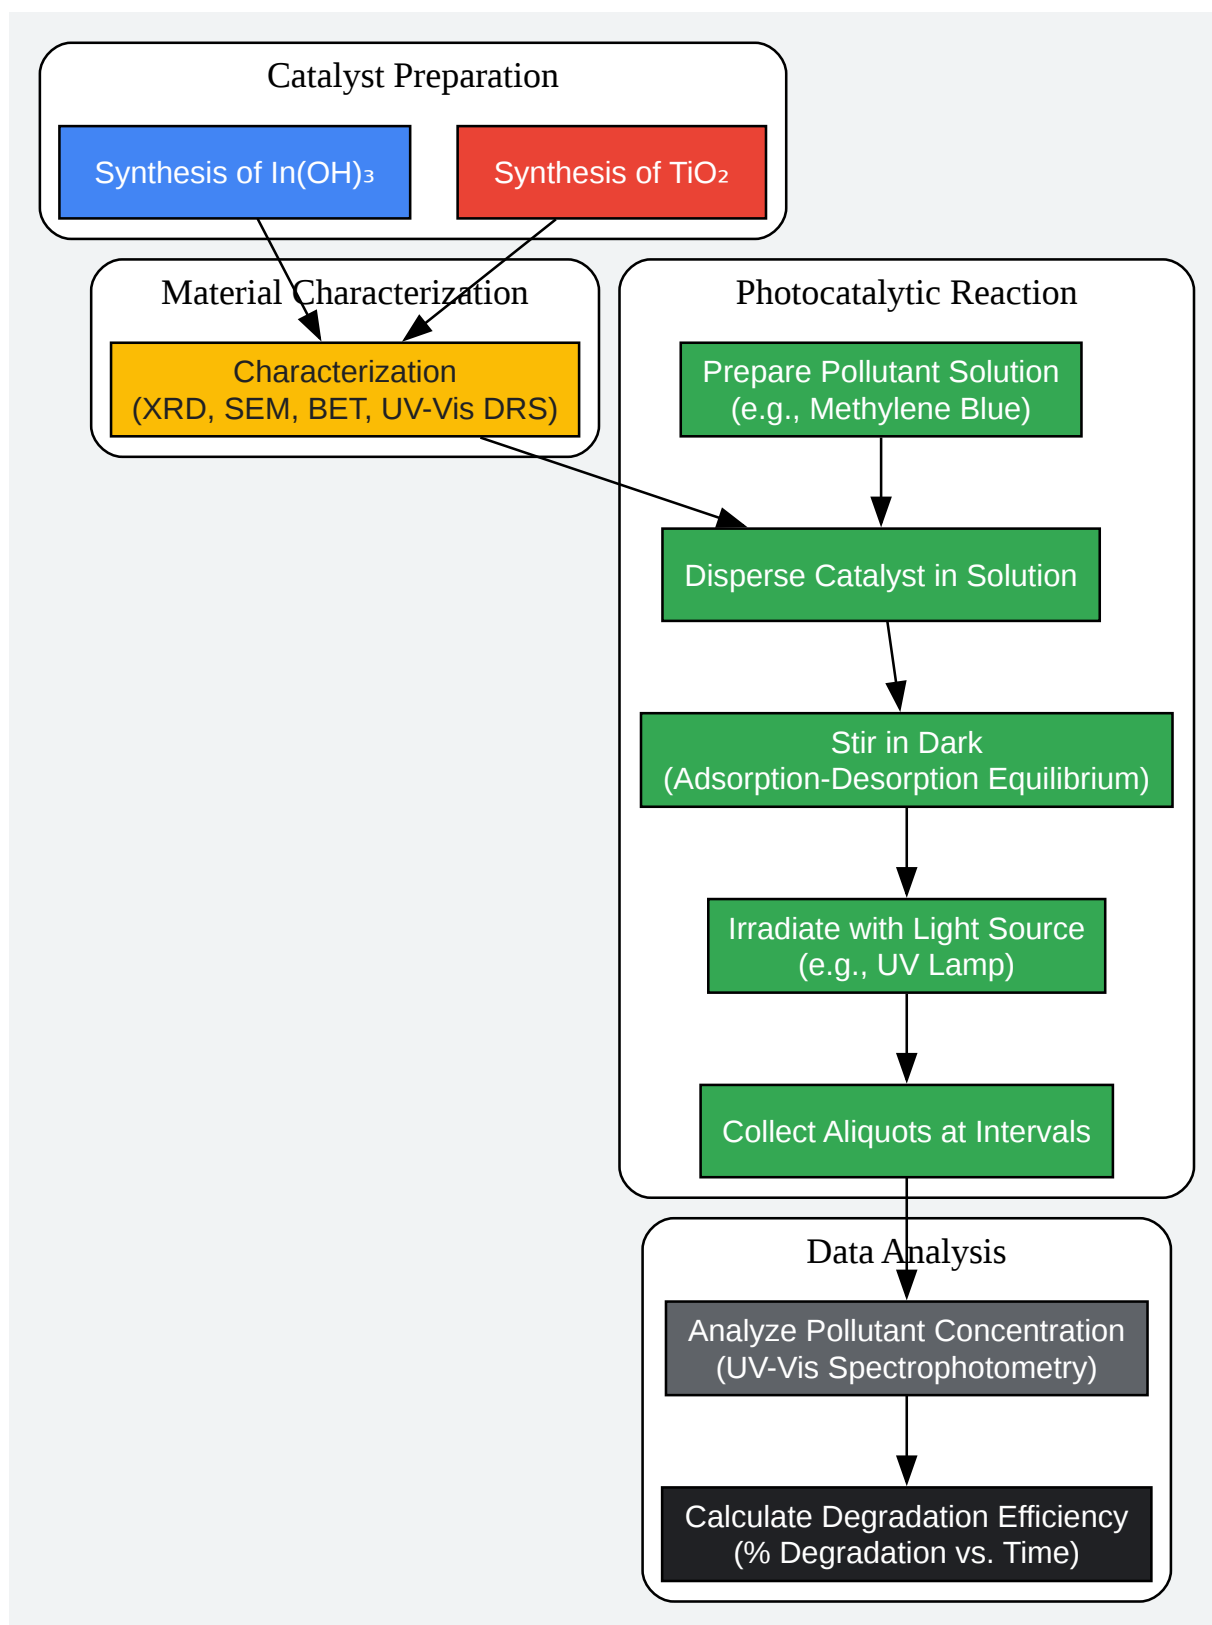 Catalyst Preparation
Synthesis of In(OH)₃
Synthesis of TiO₂
Material Characterization
Characterization
(XRD, SEM, BET, UV-Vis DRS)
Photocatalytic Reaction
Prepare Pollutant Solution
(e.g., Methylene Blue)
Disperse Catalyst in Solution
Stir in Dark
(Adsorption-Desorption Equilibrium)
Irradiate with Light Source
(e.g., UV Lamp)
Collect Aliquots at Intervals
Data Analysis
Analyze Pollutant Concentration
(UV-Vis Spectrophotometry)
Calculate Degradation Efficiency
(% Degradation vs. Time)